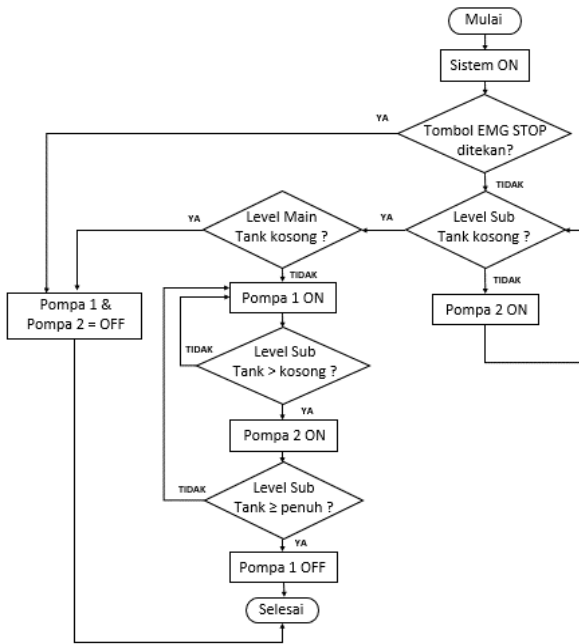 Mulai
Sistem ON
YA
Tombol EMG STOP
ditekan?
TIDAK
Level Main
Tank kosong ?
YA
YA
Level Sub
Tank kosong ?
TIDAK
TIDAK
Pompa 1 &
Pompa 2 = OFF
Pompa 1 ON
Pompa 2 ON
TIDAK
Level Sub
Tank > kosong ?
YA
Pompa 2 ON
TIDAK
Level Sub
Tank ≥ penuh ?
YA
Pompa 1 OFF
Selesai